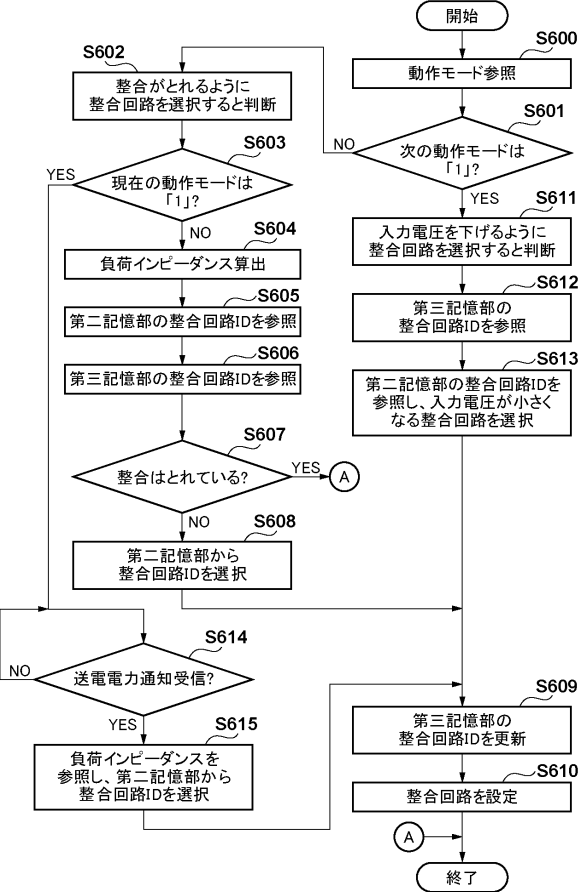 開始
S600
動作モード参照
S601
次の動作モードは
「1」?
NO
YES
S602
整合がとれるように
整合回路を選択すると判断
S603
現在の動作モードは
「1」?
YES
NO
S604
負荷インピーダンス算出
S605
第二記憶部の整合回路IDを参照
S606
第三記憶部の整合回路IDを参照
S607
整合はとれている?
YES
A
NO
S608
第二記憶部から
整合回路IDを選択
S611
入力電圧を下げるように
整合回路を選択すると判断
S612
第三記憶部の
整合回路IDを参照
S613
第二記憶部の整合回路IDを
参照し、入力電圧が小さく
なる整合回路を選択
S614
送電電力通知受信?
NO
YES
S615
負荷インピーダンスを
参照し、第二記憶部から
整合回路IDを選択
S609
第三記憶部の
整合回路IDを更新
S610
整合回路を設定
A
終了